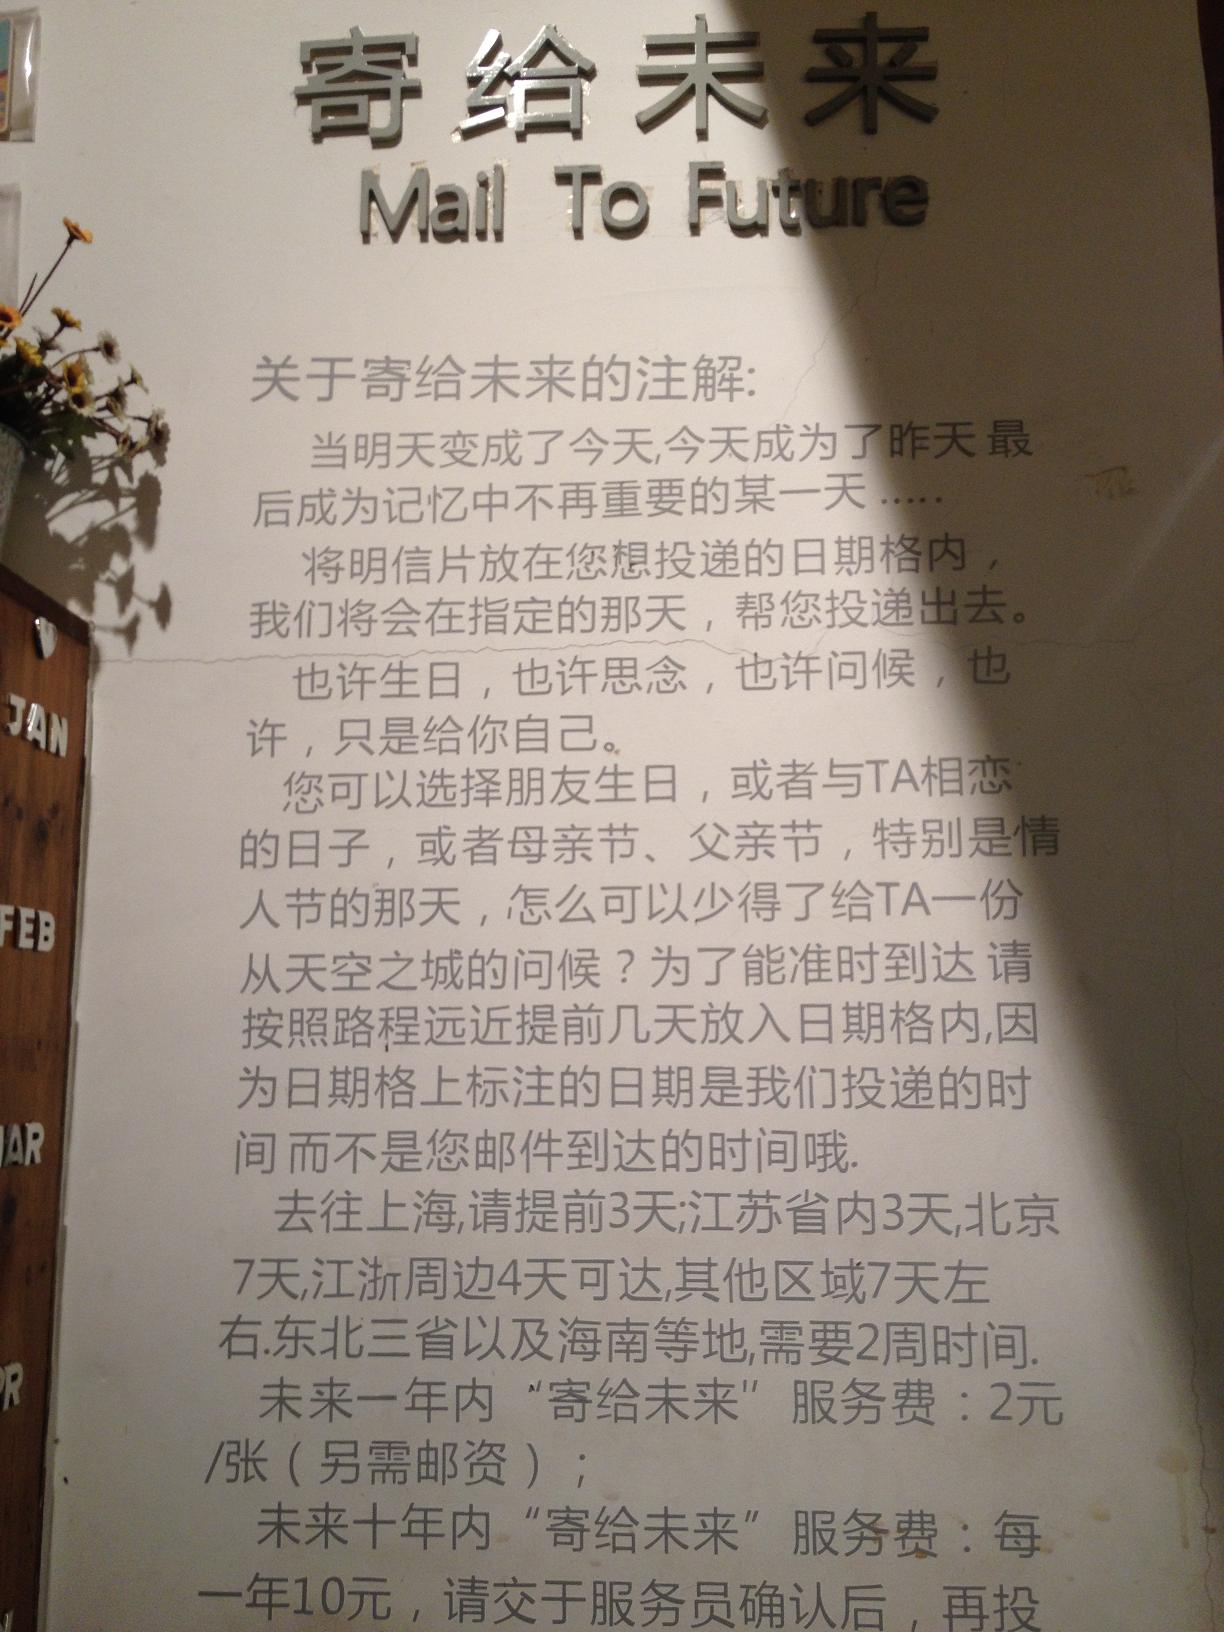 寄给未来
Mail To Future
关于寄给未来的注解:
当明天变成了今天,今天成为了昨天 最
后成为记忆中不再重要的某一天 .....
将明信片放在您想投递的日期格内，
我们将会在指定的那天，帮您投递出去。
也许生日，也许思念，也许问候，也
许，只是给你自己。
您可以选择朋友生日，或者与TA相恋
的日子，或者母亲节、父亲节，特别是情
人节的那天，怎么可以少得了给TA一份
从天空之城的问候？为了能准时到达 请
按照路程远近提前几天放入日期格内,因
为日期格上标注的日期是我们投递的时
间 而不是您邮件到达的时间哦.
去往上海,请提前3天;江苏省内3天,北京
7天,江浙周边4天可达,其他区域7天左
右.东北三省以及海南等地,需要2周时间.
未来一年内“寄给未来”服务费：2元
/张（另需邮资）；
未来十年内“寄给未来”服务费：每
一年10元，请交于服务员确认后，再投
JAN
FEB